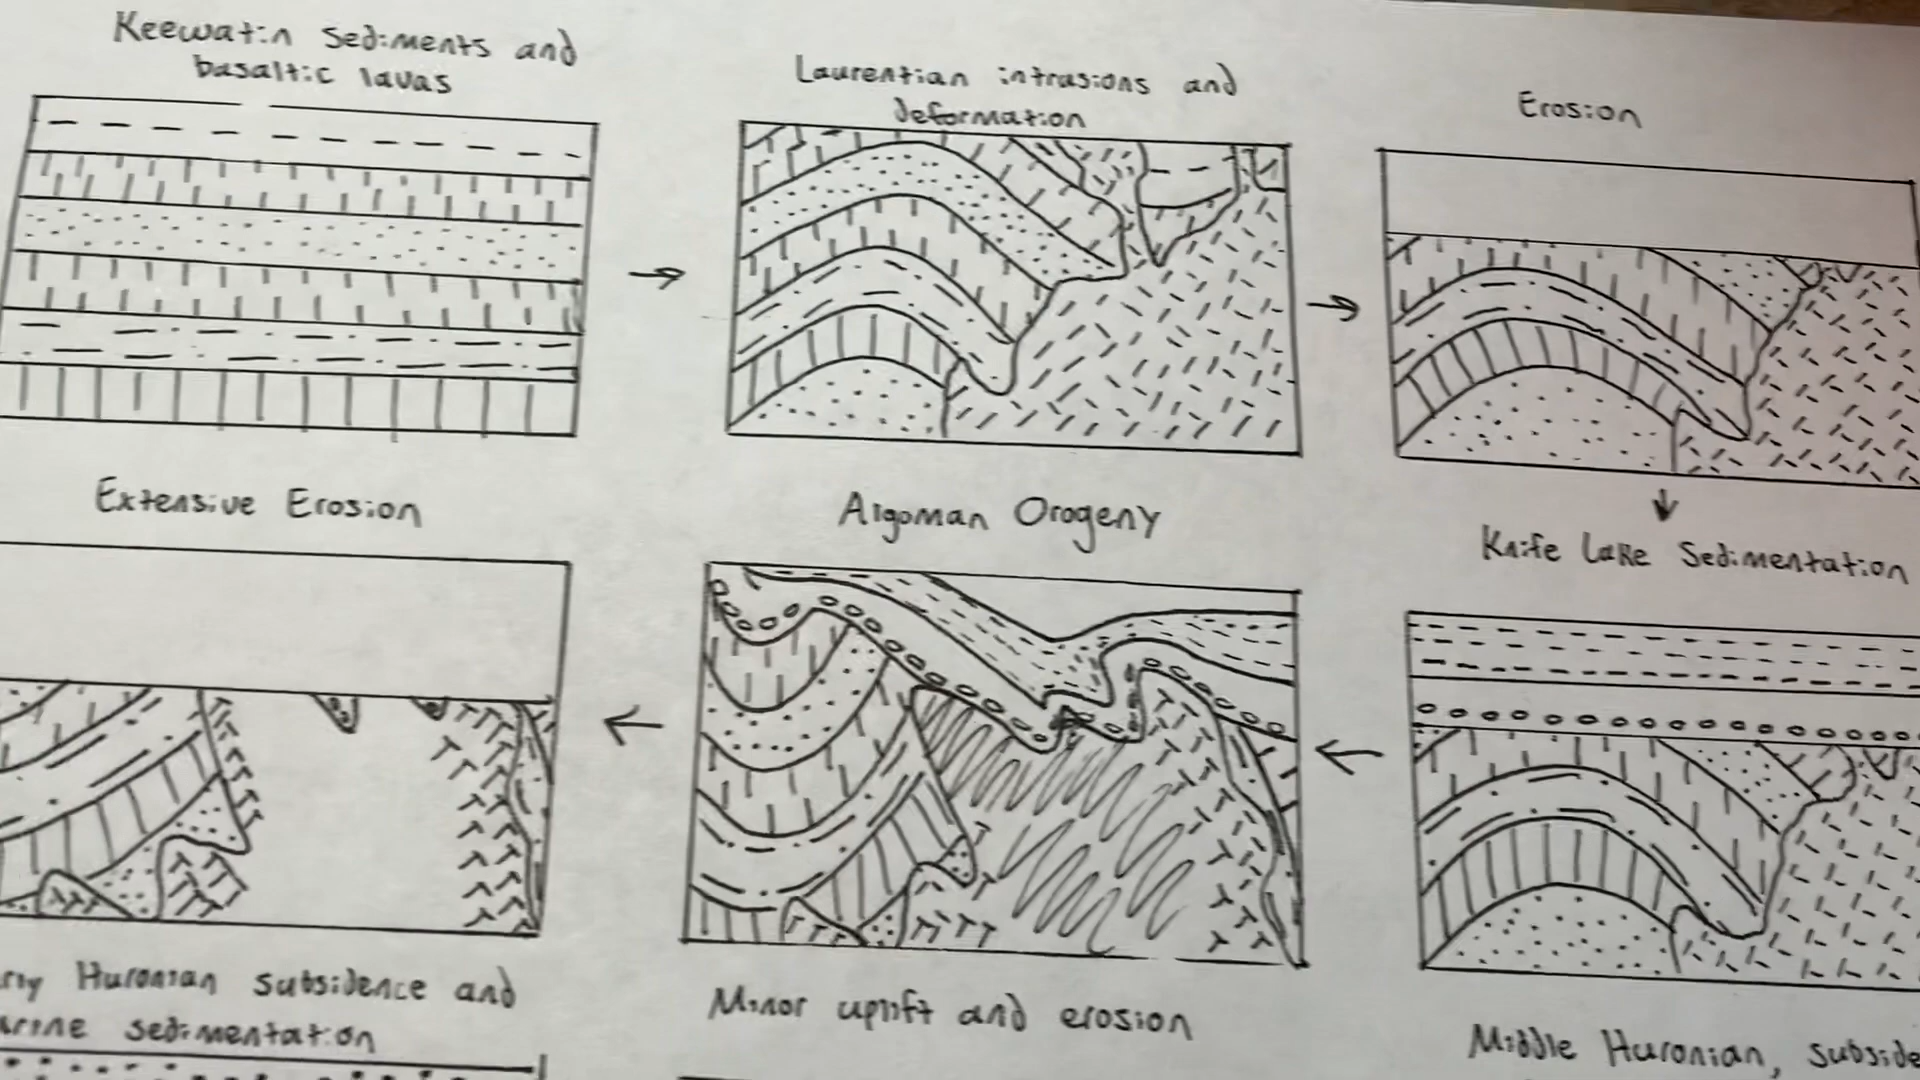 Keewatin sediments and
basaltic lavas
Laurentian intrusions and
deformation
Erosion
Extensive Erosion
Algoman Orogeny
Knife Lake Sedimentation
Huronian subsidence and
sedimentation
Minor uplift and erosion
Middle Huronian,